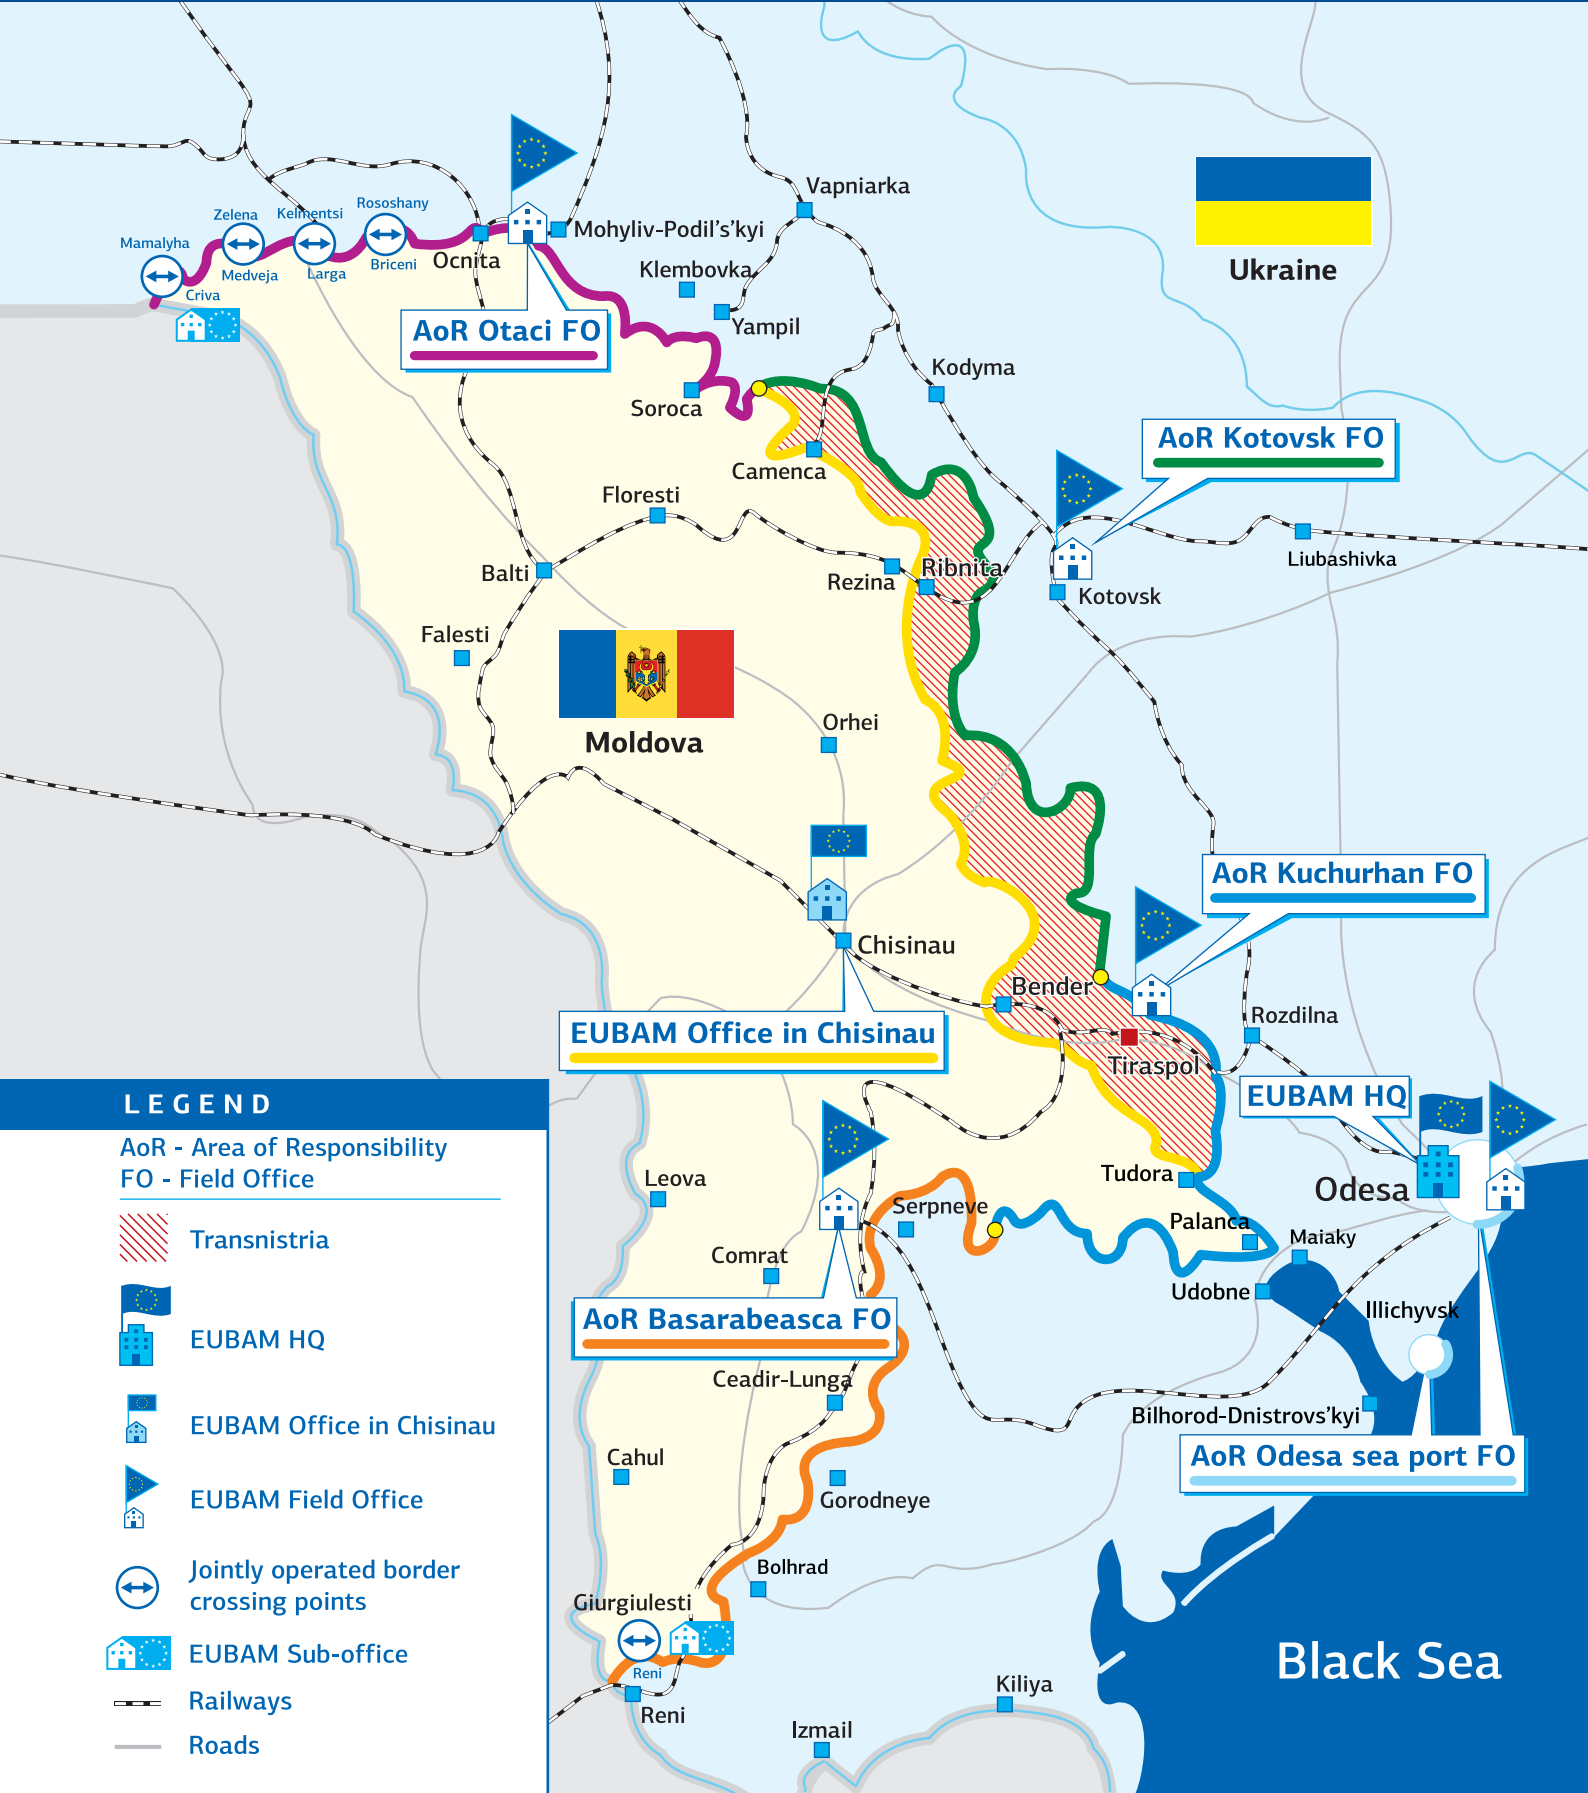 Vapniarka
Rososhany
Zelena
Kelmentsi
Mohyliv-Podil's'kyi
Mamalyha
Ocnita
Briceni
Ukraine
Klembovka
Medveja
Larga
Criva
Yampil
AoR Otaci FO
Kodyma
Soroca
AoR Kotovsk FO
Camenca
Floresti
Liubashivka
Balti
Ribnita
Rezina
Kotovsk
Falesti
Orhei
Moldova
AoR Kuchurhan FO
Chisinau
Bender
Rozdilna
EUBAM Office in Chisinau
Tiraspol
EUBAM HQ
LEGEND
AoR - Area of Responsibility
FO - Field Office
Transnistria
EUBAM HQ
EUBAM Office in Chisinau
EUBAM Field Office
Jointly operated border
crossing points
EUBAM Sub-office
Railways
Roads
Tudora
Leova
Odesa
Serpneve
Palanca
Maiaky
Comrat
Udobne
Illichyvsk
AoR Basarabeasca FO
Ceadir-Lunga
Bilhorod-Dnistrovs'kyi
Cahul
AoR Odesa sea port FO
Gorodneye
Bolhrad
Giurgiulesti
Black Sea
Reni
Kiliya
Reni
Izmail